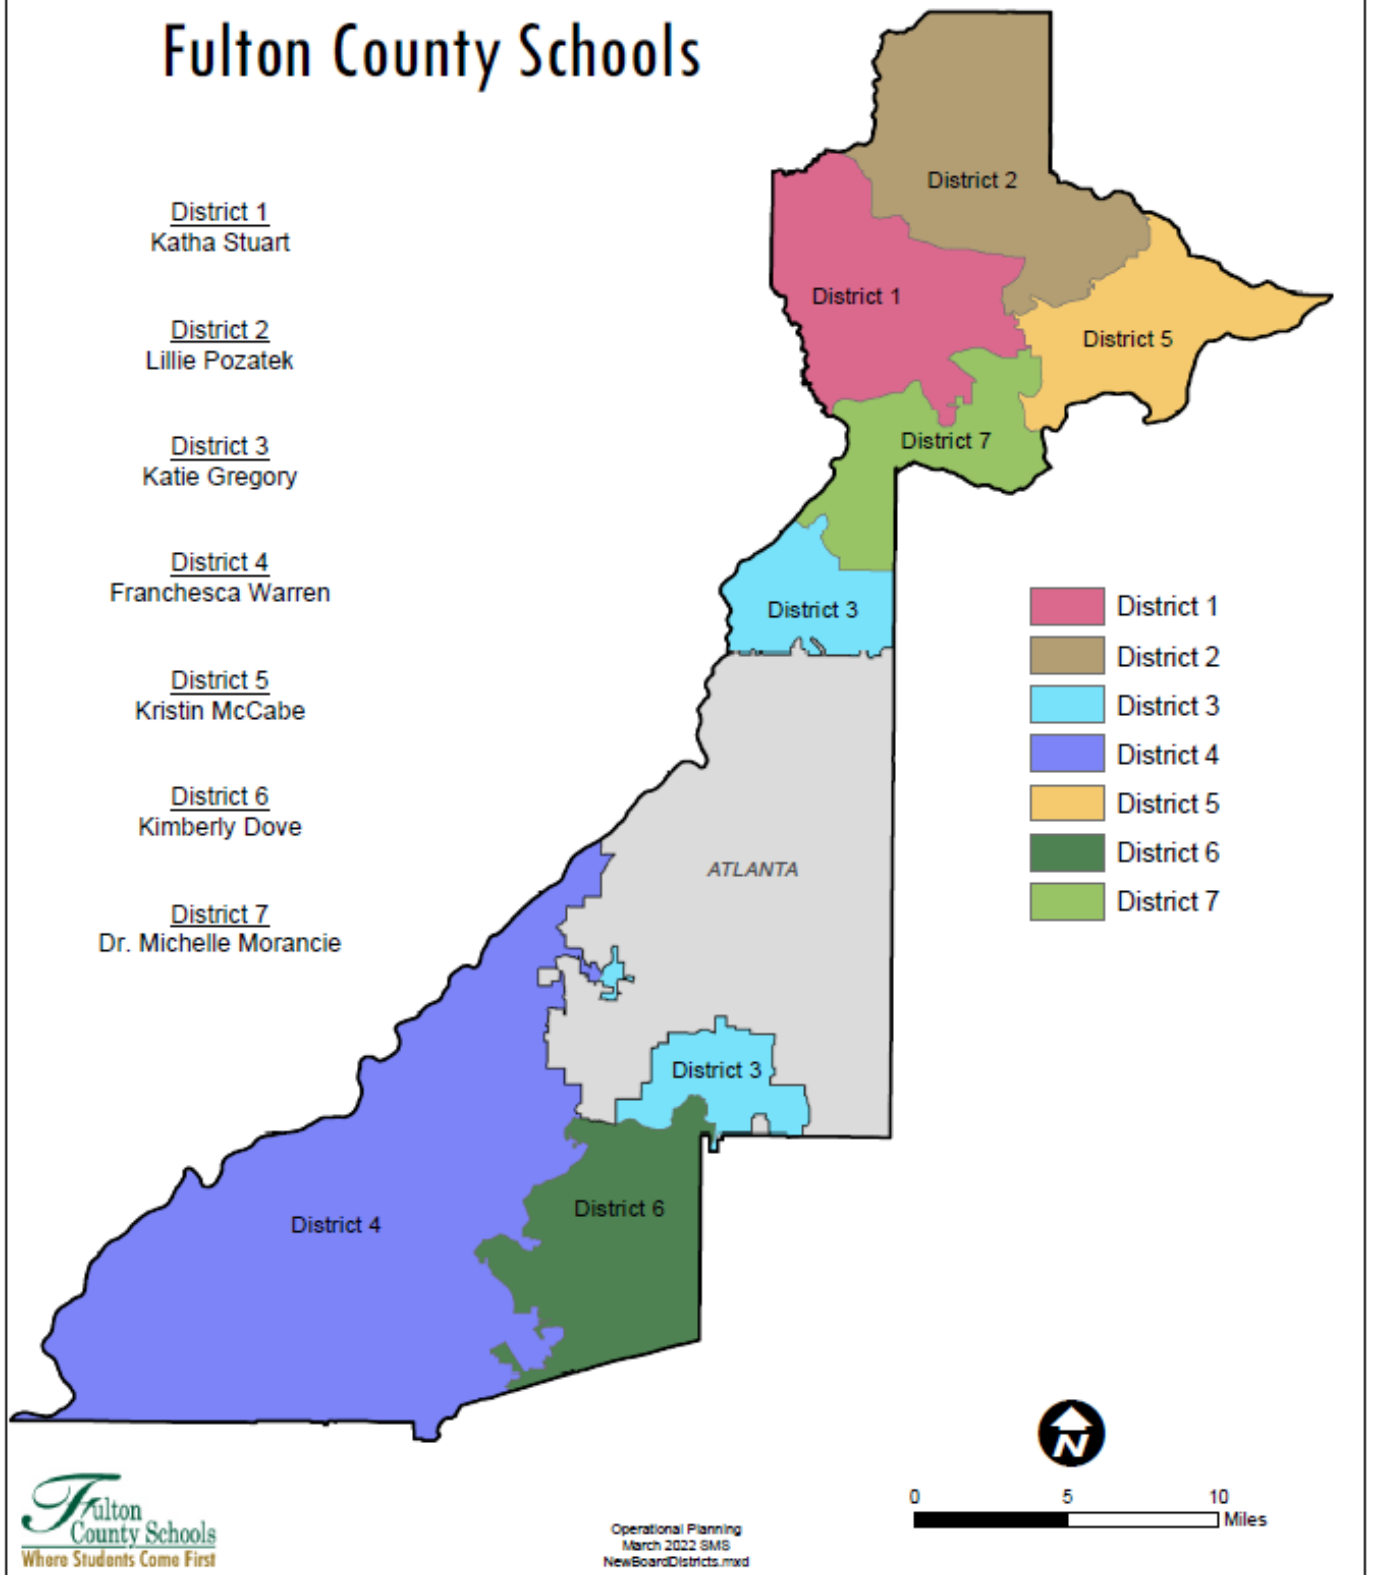 Fulton County Schools
District 1
Katha Stuart
District 2
Lillie Pozatek
District 3
Katie Gregory
District 4
Franchesca Warren
District 5
Kristin McCabe
District 6
Kimberly Dove
District 7
Dr. Michelle Morancie
District 2
District 1
District 5
District 7
District 3
ATLANTA
District 3
District 6
District 4
District 1
District 2
District 3
District 4
District 5
District 6
District 7
N
0 5 10
Miles
Fulton
County Schools
Where Students Come First
Operational Planning
March 2022 SMS
NewBoardDistricts.mxd